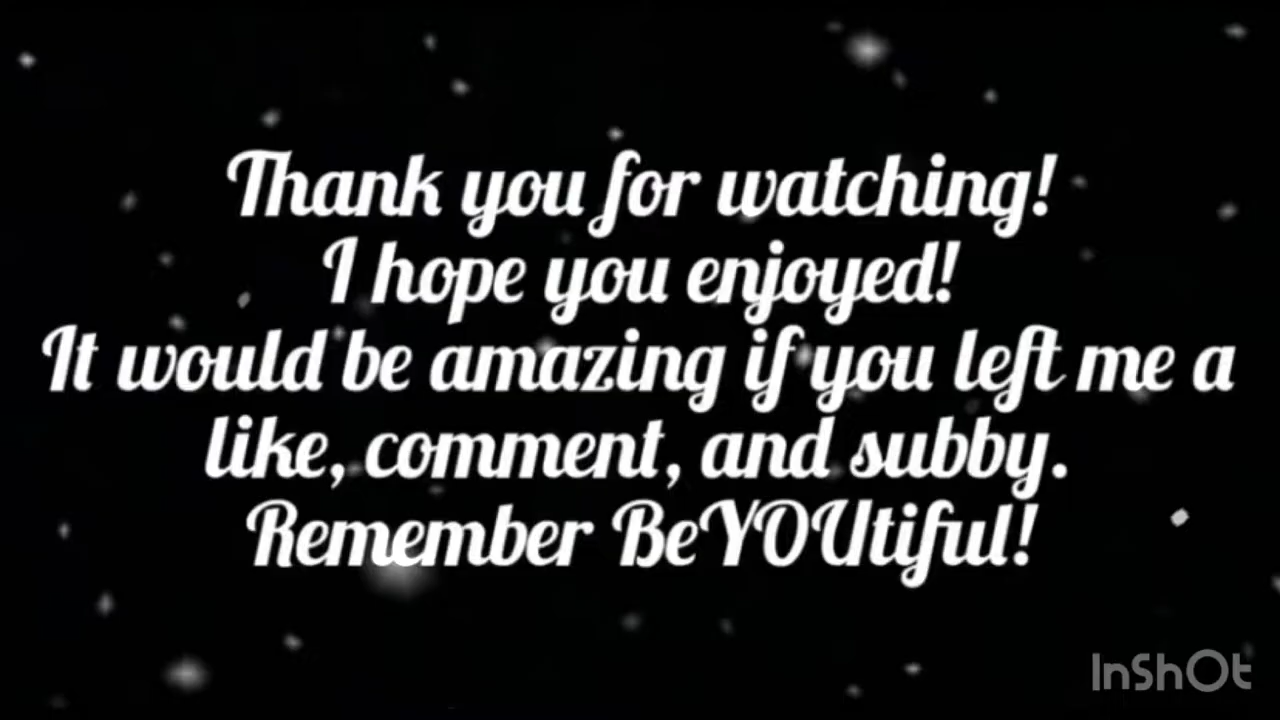 Thank you for watching!
I hope you enjoyed!
It would be amazing if you left me a
like, comment, and subby.
Remember BeYOUtiful!
InShOt